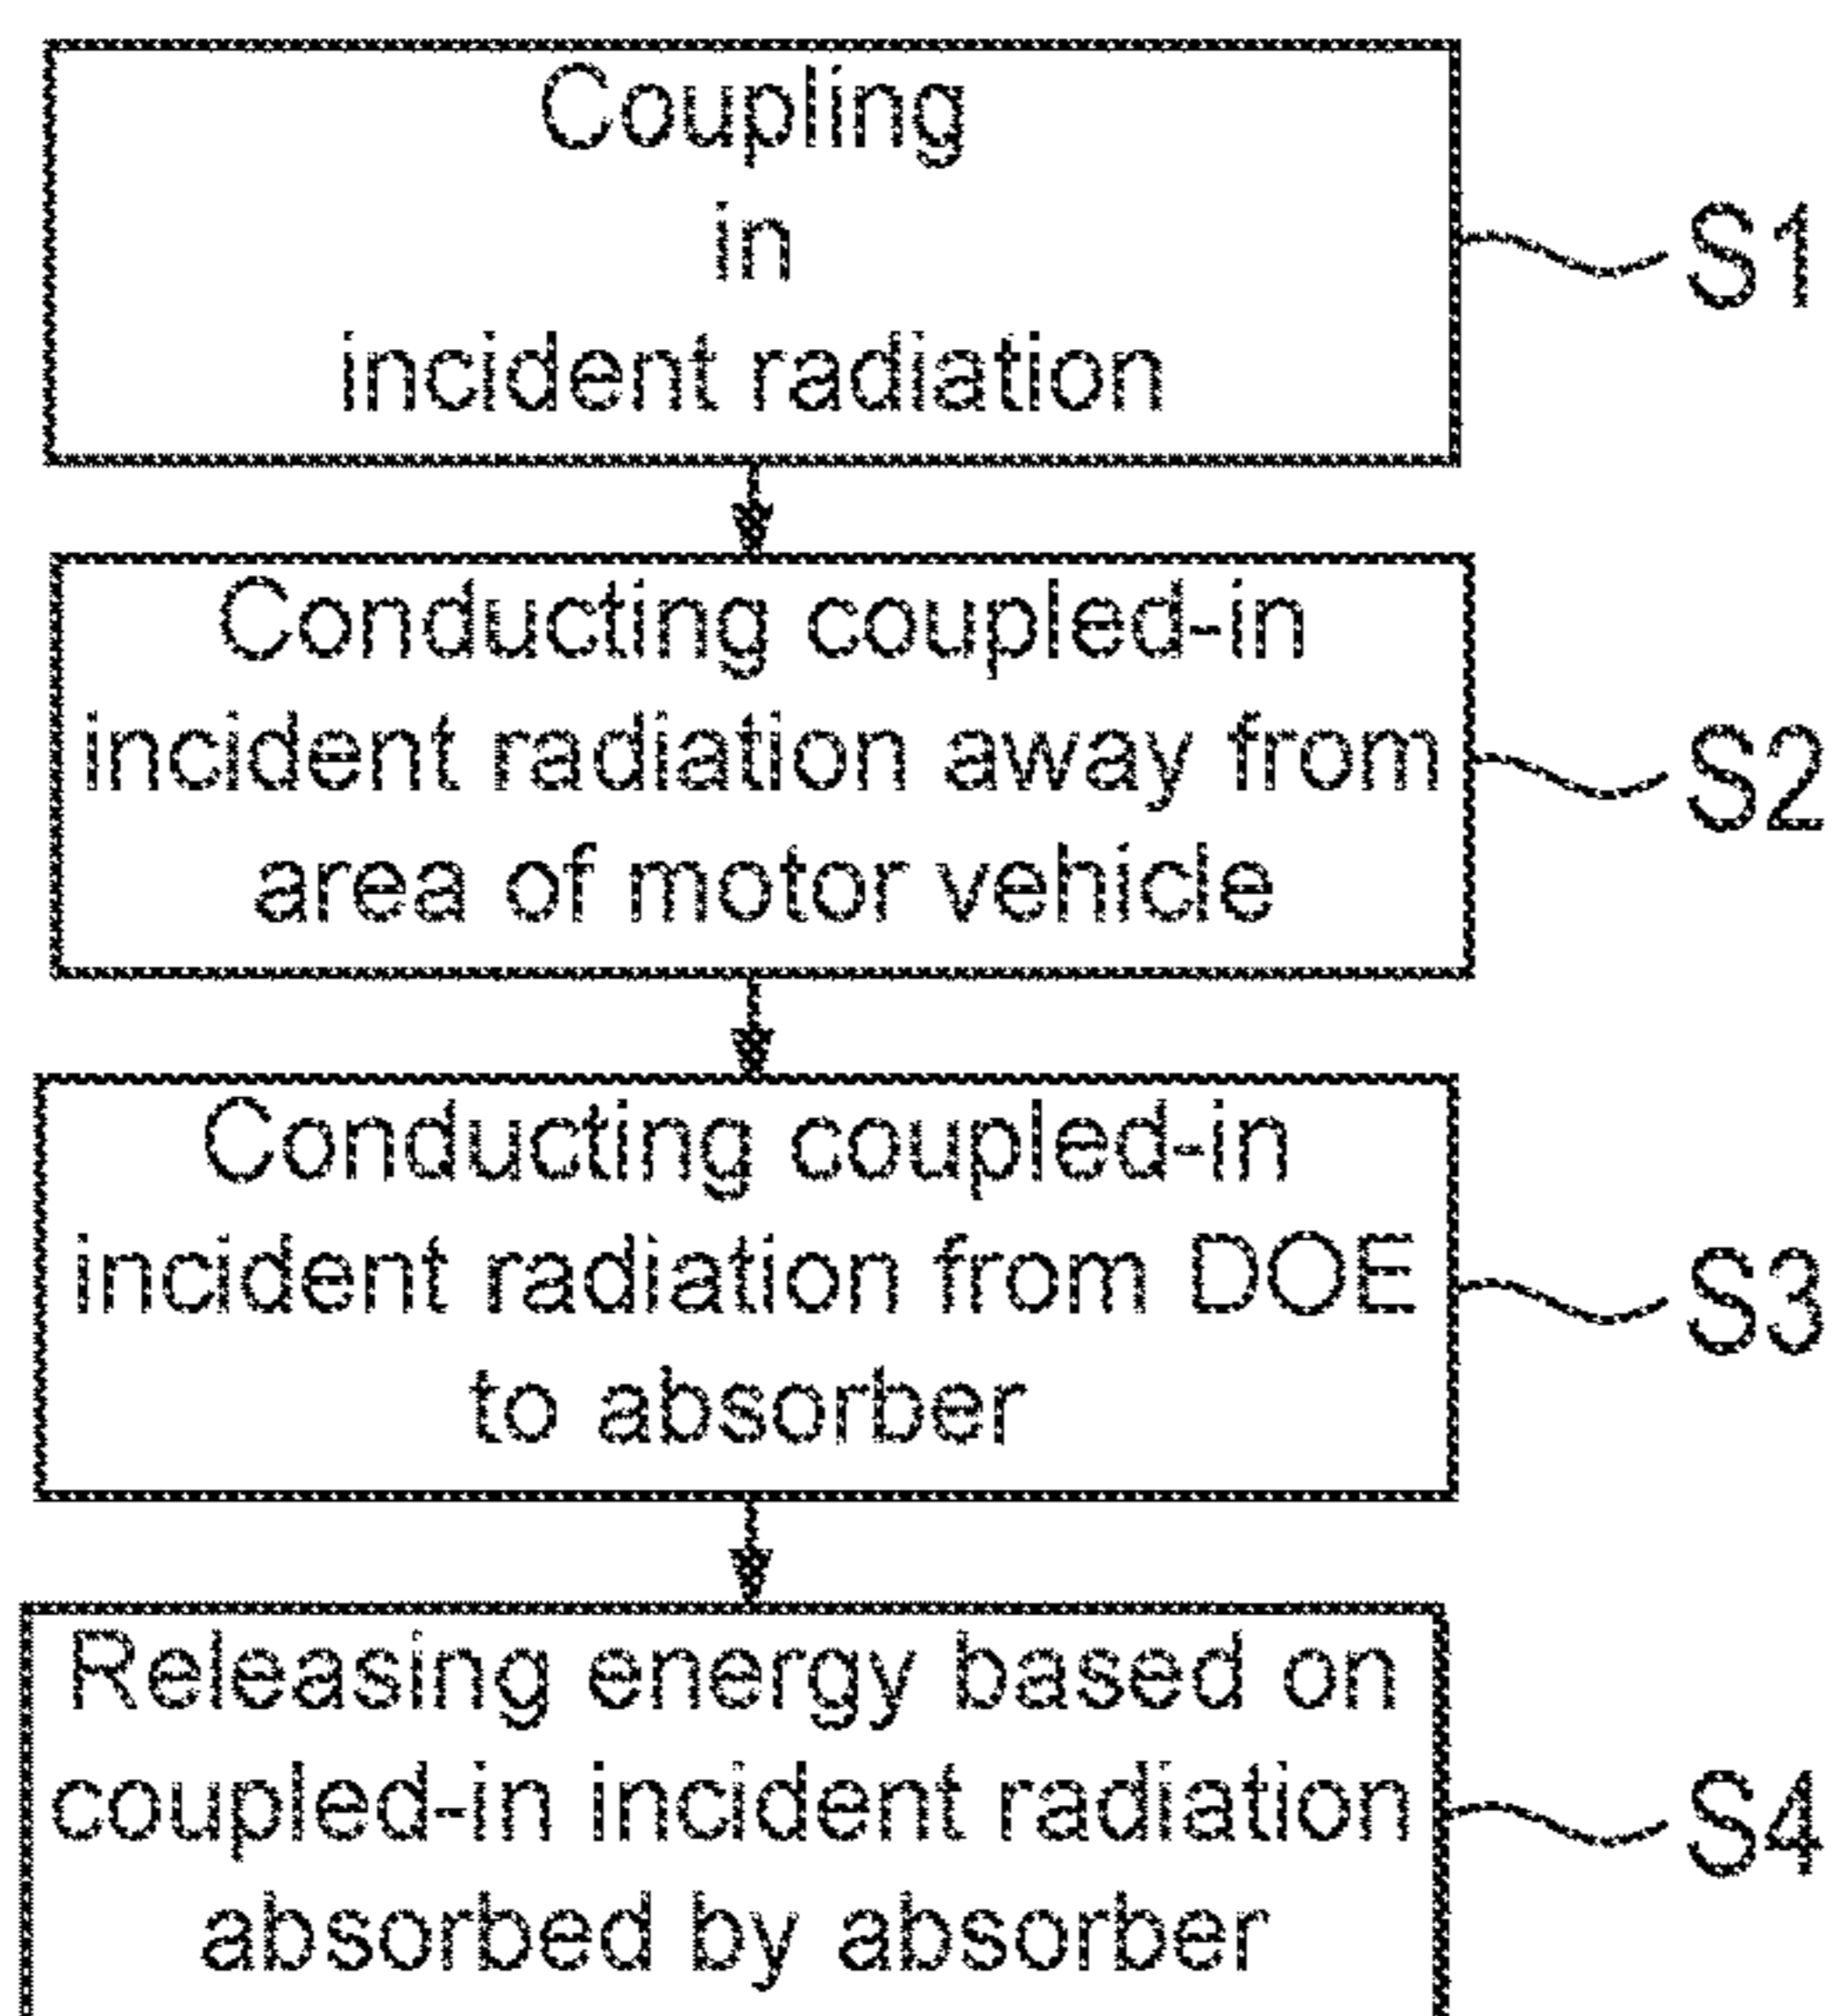 Coupling
in
incident radiation
S1
Conducting coupled-in
incident radiation away from
area of motor vehicle
S2
Conducting coupled-in
incident radiation from DOE
to absorber
S3
Releasing energy based on
coupled-in incident radiation
absorbed by absorber
S4